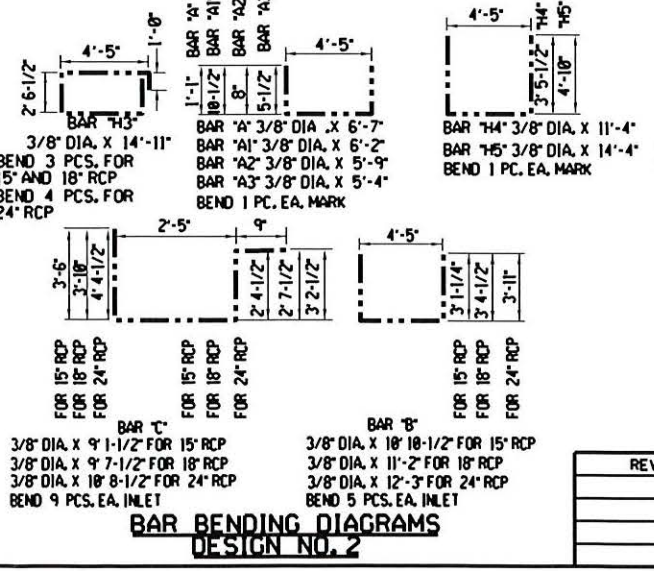 4'-5"
1'-0"
2' 6-1/2"
BAR "H3"
3/8" DIA. X 14'-11"
BEND 3 PCS. FOR
15" AND 18" RCP
BEND 4 PCS. FOR
24" RCP
BAR "A"
BAR "A1"
BAR "A2"
4'-5"
1'-1"
10-1/2"
8"
5-1/2"
BAR "A" 3/8" DIA. X 6'-7"
BAR "A1" 3/8" DIA. X 6'-2"
BAR "A2" 3/8" DIA. X 5'-9"
BAR "A3" 3/8" DIA. X 5'-4"
BEND 1 PC. EA. MARK
4'-5"
"H4"
"H5"
3' 5-1/2"
4'-10"
BAR "H4" 3/8" DIA. X 11'-4"
BAR "H5" 3/8" DIA. X 14'-4"
BEND 1 PC. EA. MARK
2'-5"
9"
3'-6"
3'-10"
4' 4-1/2"
2' 4-1/2"
2' 7-1/2"
3' 2-1/2"
FOR 15" RCP
FOR 18" RCP
FOR 24" RCP
FOR 15" RCP
FOR 18" RCP
FOR 24" RCP
BAR "C"
3/8" DIA. X 9' 1-1/2" FOR 15" RCP
3/8" DIA. X 9' 7-1/2" FOR 18" RCP
3/8" DIA. X 10' 8-1/2" FOR 24" RCP
BEND 9 PCS. EA. INLET
4'-5"
3' 1-1/4"
3' 4-1/2"
3'-11"
FOR 15" RCP
FOR 18" RCP
FOR 24" RCP
BAR "B"
3/8" DIA. X 10' 10-1/2" FOR 15" RCP
3/8" DIA. X 11'-2" FOR 18" RCP
3/8" DIA. X 12'-3" FOR 24" RCP
BEND 5 PCS. EA. INLET
BAR BENDING DIAGRAMS
DESIGN NO. 2
REV